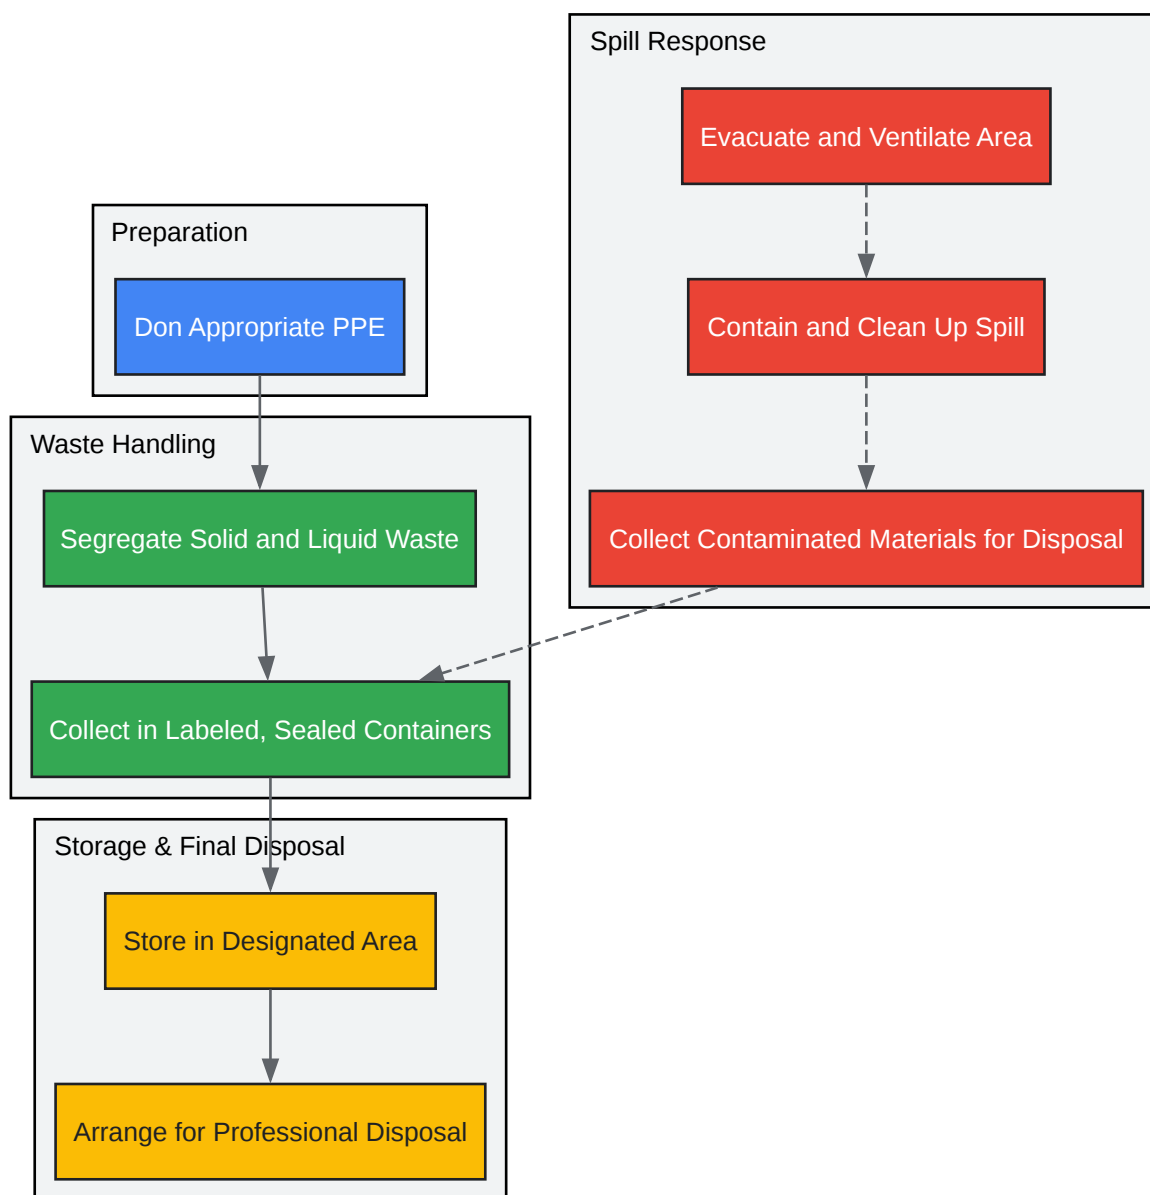 Spill Response
Evacuate and Ventilate Area
Preparation
Don Appropriate PPE
Contain and Clean Up Spill
Waste Handling
Segregate Solid and Liquid Waste
Collect Contaminated Materials for Disposal
Collect in Labeled, Sealed Containers
Storage & Final Disposal
Store in Designated Area
Arrange for Professional Disposal